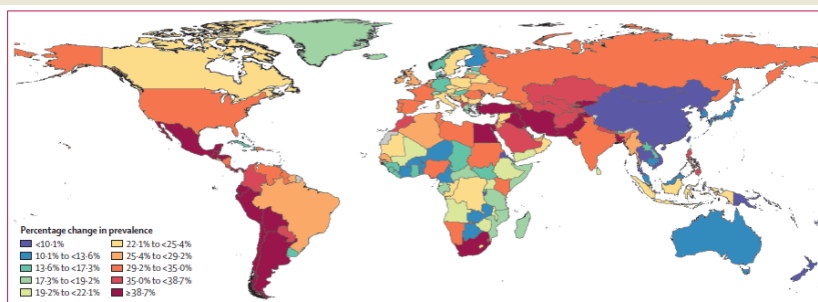 Percentage change in prevalence
<10·1%
10·1% to <13·6%
13·6% to <17·3%
17·3% to <19·2%
19·2% to <22·1%
22·1% to <25·4%
25·4% to <29·2%
29·2% to <35·0%
35·0% to <38·7%
≥38·7%